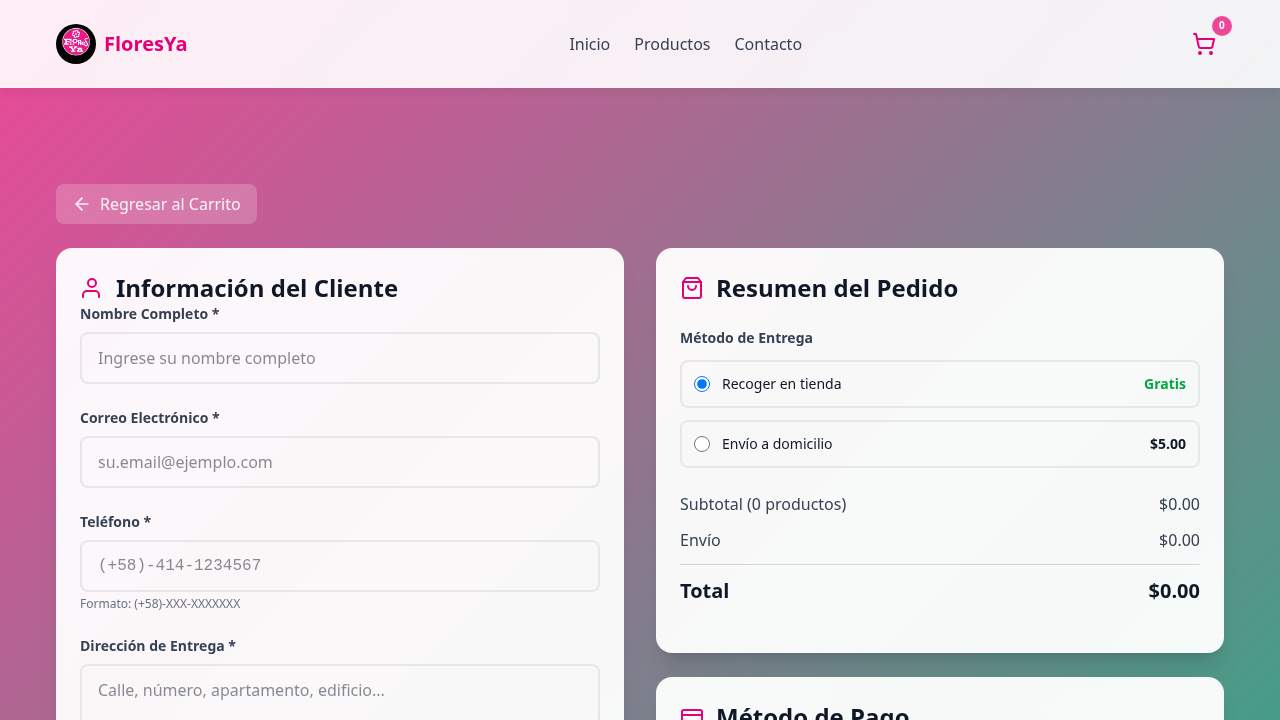 FloresYa
Inicio
Productos
Contacto
0
Regresar al Carrito
Información del Cliente
Nombre Completo *
Ingrese su nombre completo
Correo Electrónico *
su.email@ejemplo.com
Teléfono *
(+58)-414-1234567
Formato: (+58)-XXX-XXXXXXX
Dirección de Entrega *
Calle, número, apartamento, edificio...
Resumen del Pedido
Método de Entrega
Recoger en tienda Gratis
Envío a domicilio $5.00
Subtotal (0 productos) $0.00
Envío $0.00
Total $0.00
Método de Pago